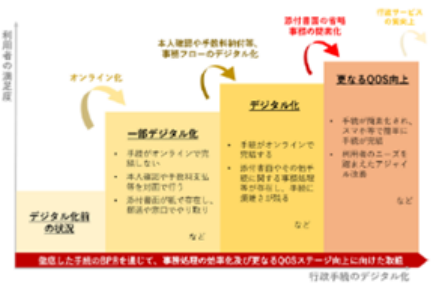 利用者の満足度
オンライン化
本人確認や手数料納付等、
事務フローのデジタル化
添付書面の省略
事務の簡素化
行政サービス
の質向上
デジタル化前
の状況
一部デジタル化
• 手続がオンラインで完
結しない
• 本人確認や手数料支払
等を対面で行う
• 添付書面が紙で存在し、
郵送や窓口でやり取り
など
デジタル化
• 手続がオンラインで完
結する
• 添付書面やその他手
続に関する事務処理
等が存在し、手続に
煩雑さが残る
など
更なるQOS向上
• 手続が簡素化され、
スマホ等で簡単に
手続が完結
• 利用者のニーズを
踏まえたアジャイ
ル改善
など
徹底した手続のBPRを通じて、事務処理の効率化及び更なるQOSステージ向上に向けた取組
行政手続のデジタル化